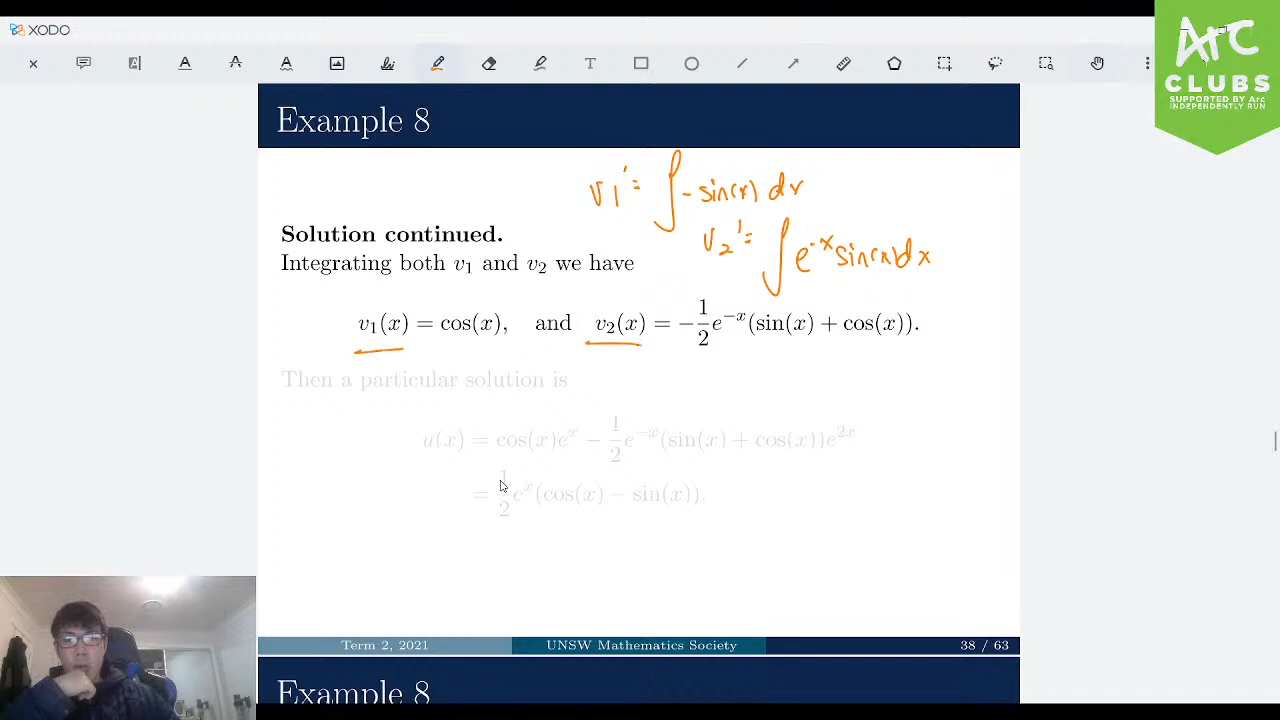 XODO
Arc
CLUBS
SUPPORTED BY Arc
INDEPENDENTLY RUN
Example 8
v1' = ∫ -sin(x) dx
Solution continued.
v2' = ∫ e^{-x} sin(x) dx
Integrating both v₁ and v₂ we have
v₁(x) = cos(x), and v₂(x) = −1/2 e^{−x}(sin(x) + cos(x)).
Then a particular solution is
u(x) = cos(x)e^x − 1/2 e^{−x}(sin(x) + cos(x))e^{2x}
= 1/2 e^x(cos(x) − sin(x)).
Term 2, 2021 UNSW Mathematics Society 38 / 63
Example 8